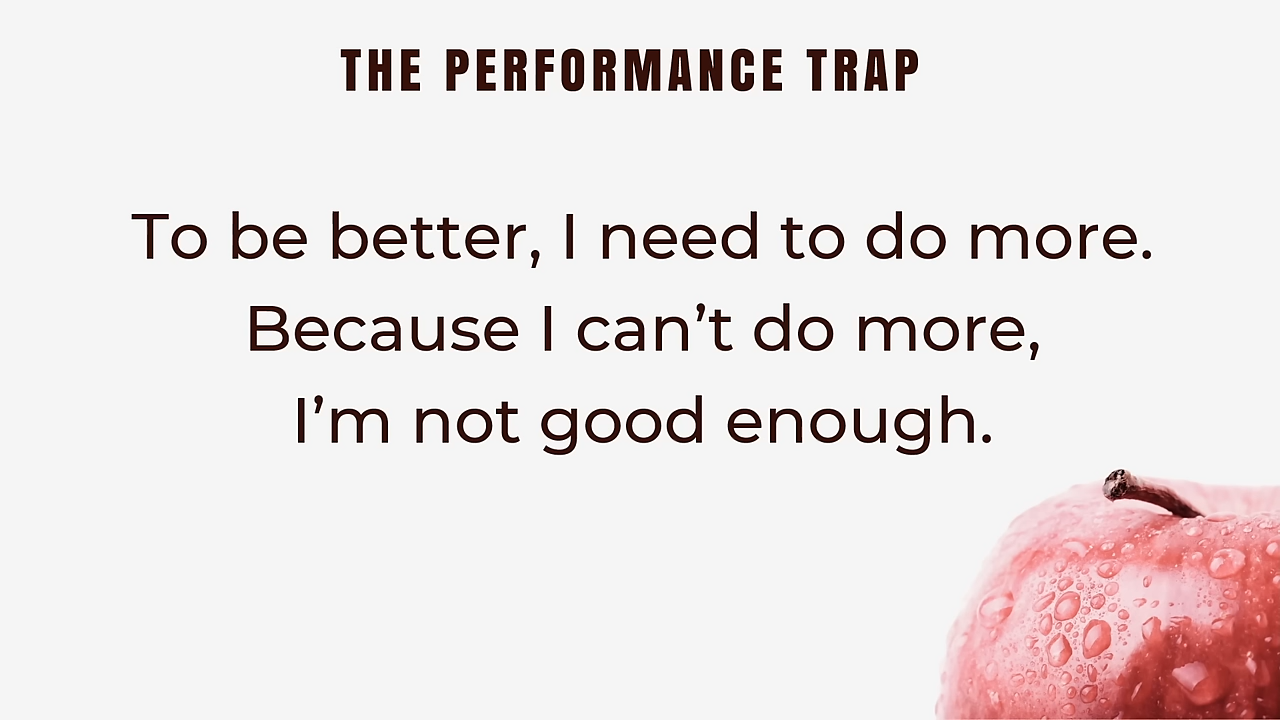 THE PERFORMANCE TRAP
To be better, I need to do more.
Because I can’t do more,
I’m not good enough.